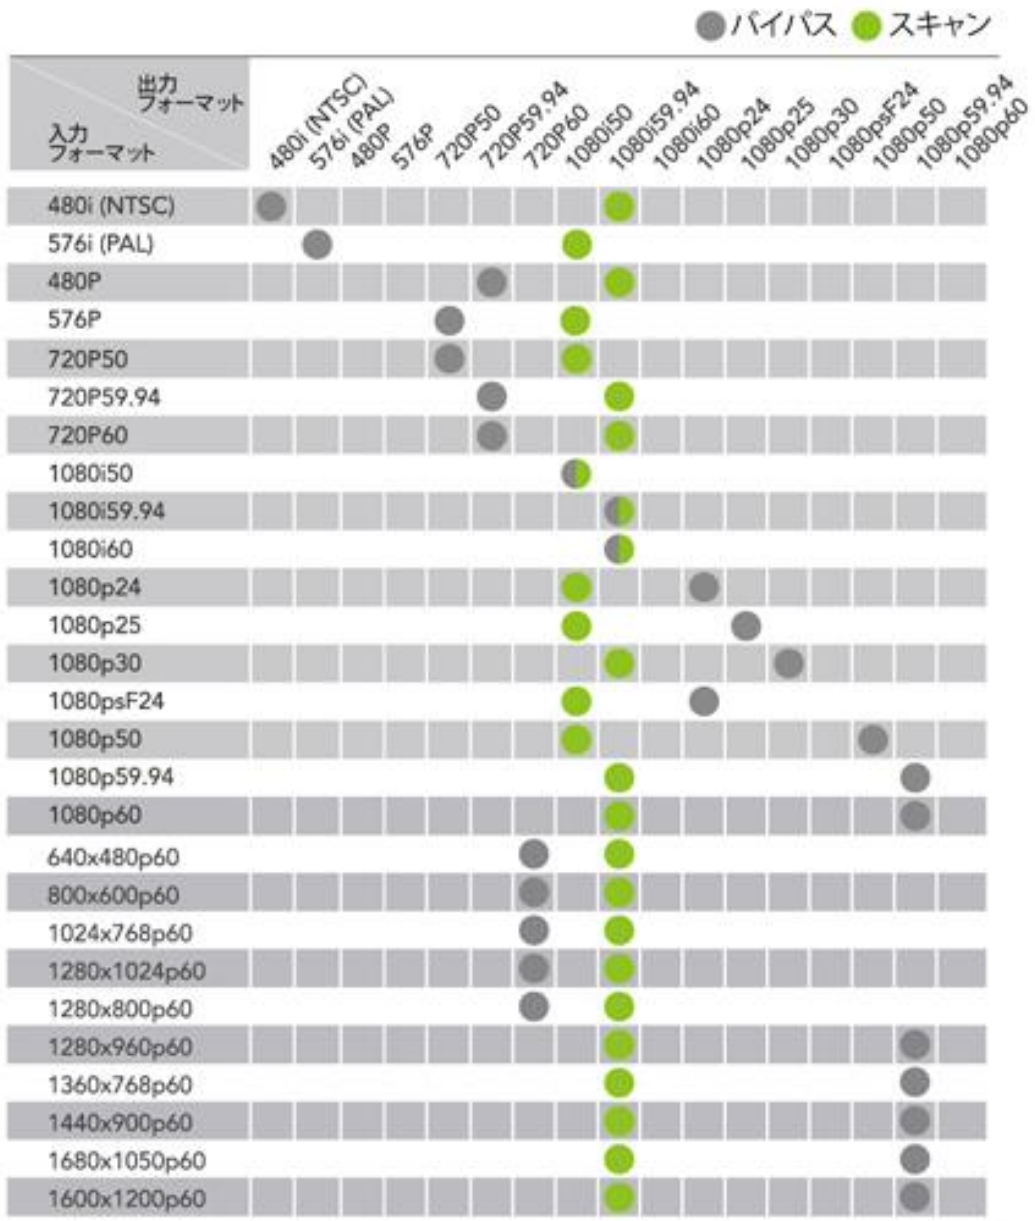 バイパス スキャン
出力
フォーマット
入力
フォーマット
480i (NTSC)
576i (PAL)
480P
576P
720P50
720P59.94
720P60
1080i50
1080i59.94
1080i60
1080p24
1080p25
1080p30
1080psF24
1080p50
1080p59.94
1080p60
480i (NTSC)
576i (PAL)
480P
576P
720P50
720P59.94
720P60
1080i50
1080i59.94
1080i60
1080p24
1080p25
1080p30
1080psF24
1080p50
1080p59.94
1080p60
640x480p60
800x600p60
1024x768p60
1280x1024p60
1280x800p60
1280x960p60
1360x768p60
1440x900p60
1680x1050p60
1600x1200p60